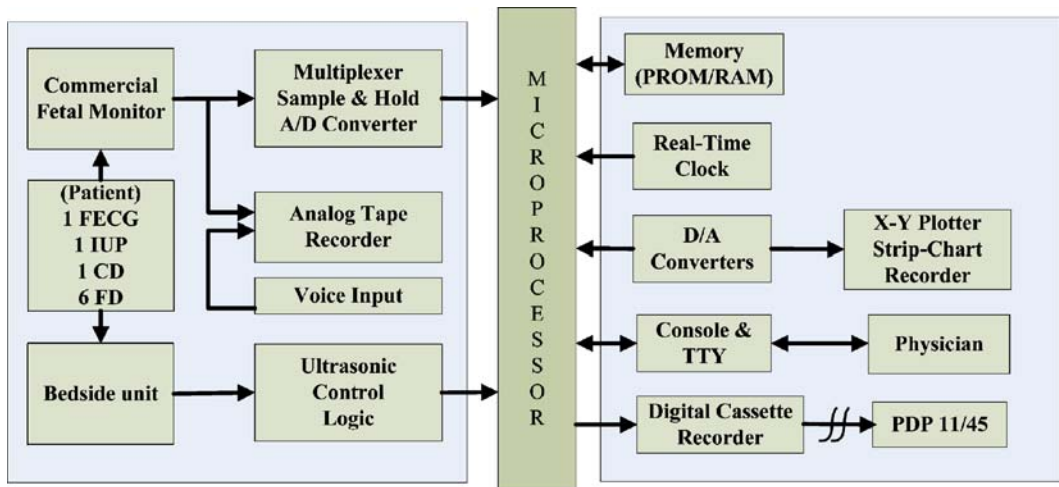 Commercial
Fetal Monitor
(Patient)
1 FECG
1 IUP
1 CD
6 FD
Bedside unit
Multiplexer
Sample & Hold
A/D Converter
Analog Tape
Recorder
Voice Input
Ultrasonic
Control
Logic
MICROPROCESSOR
Memory
(PROM/RAM)
Real-Time
Clock
D/A
Converters
X-Y Plotter
Strip-Chart
Recorder
Console &
TTY
Physician
Digital Cassette
Recorder
PDP 11/45